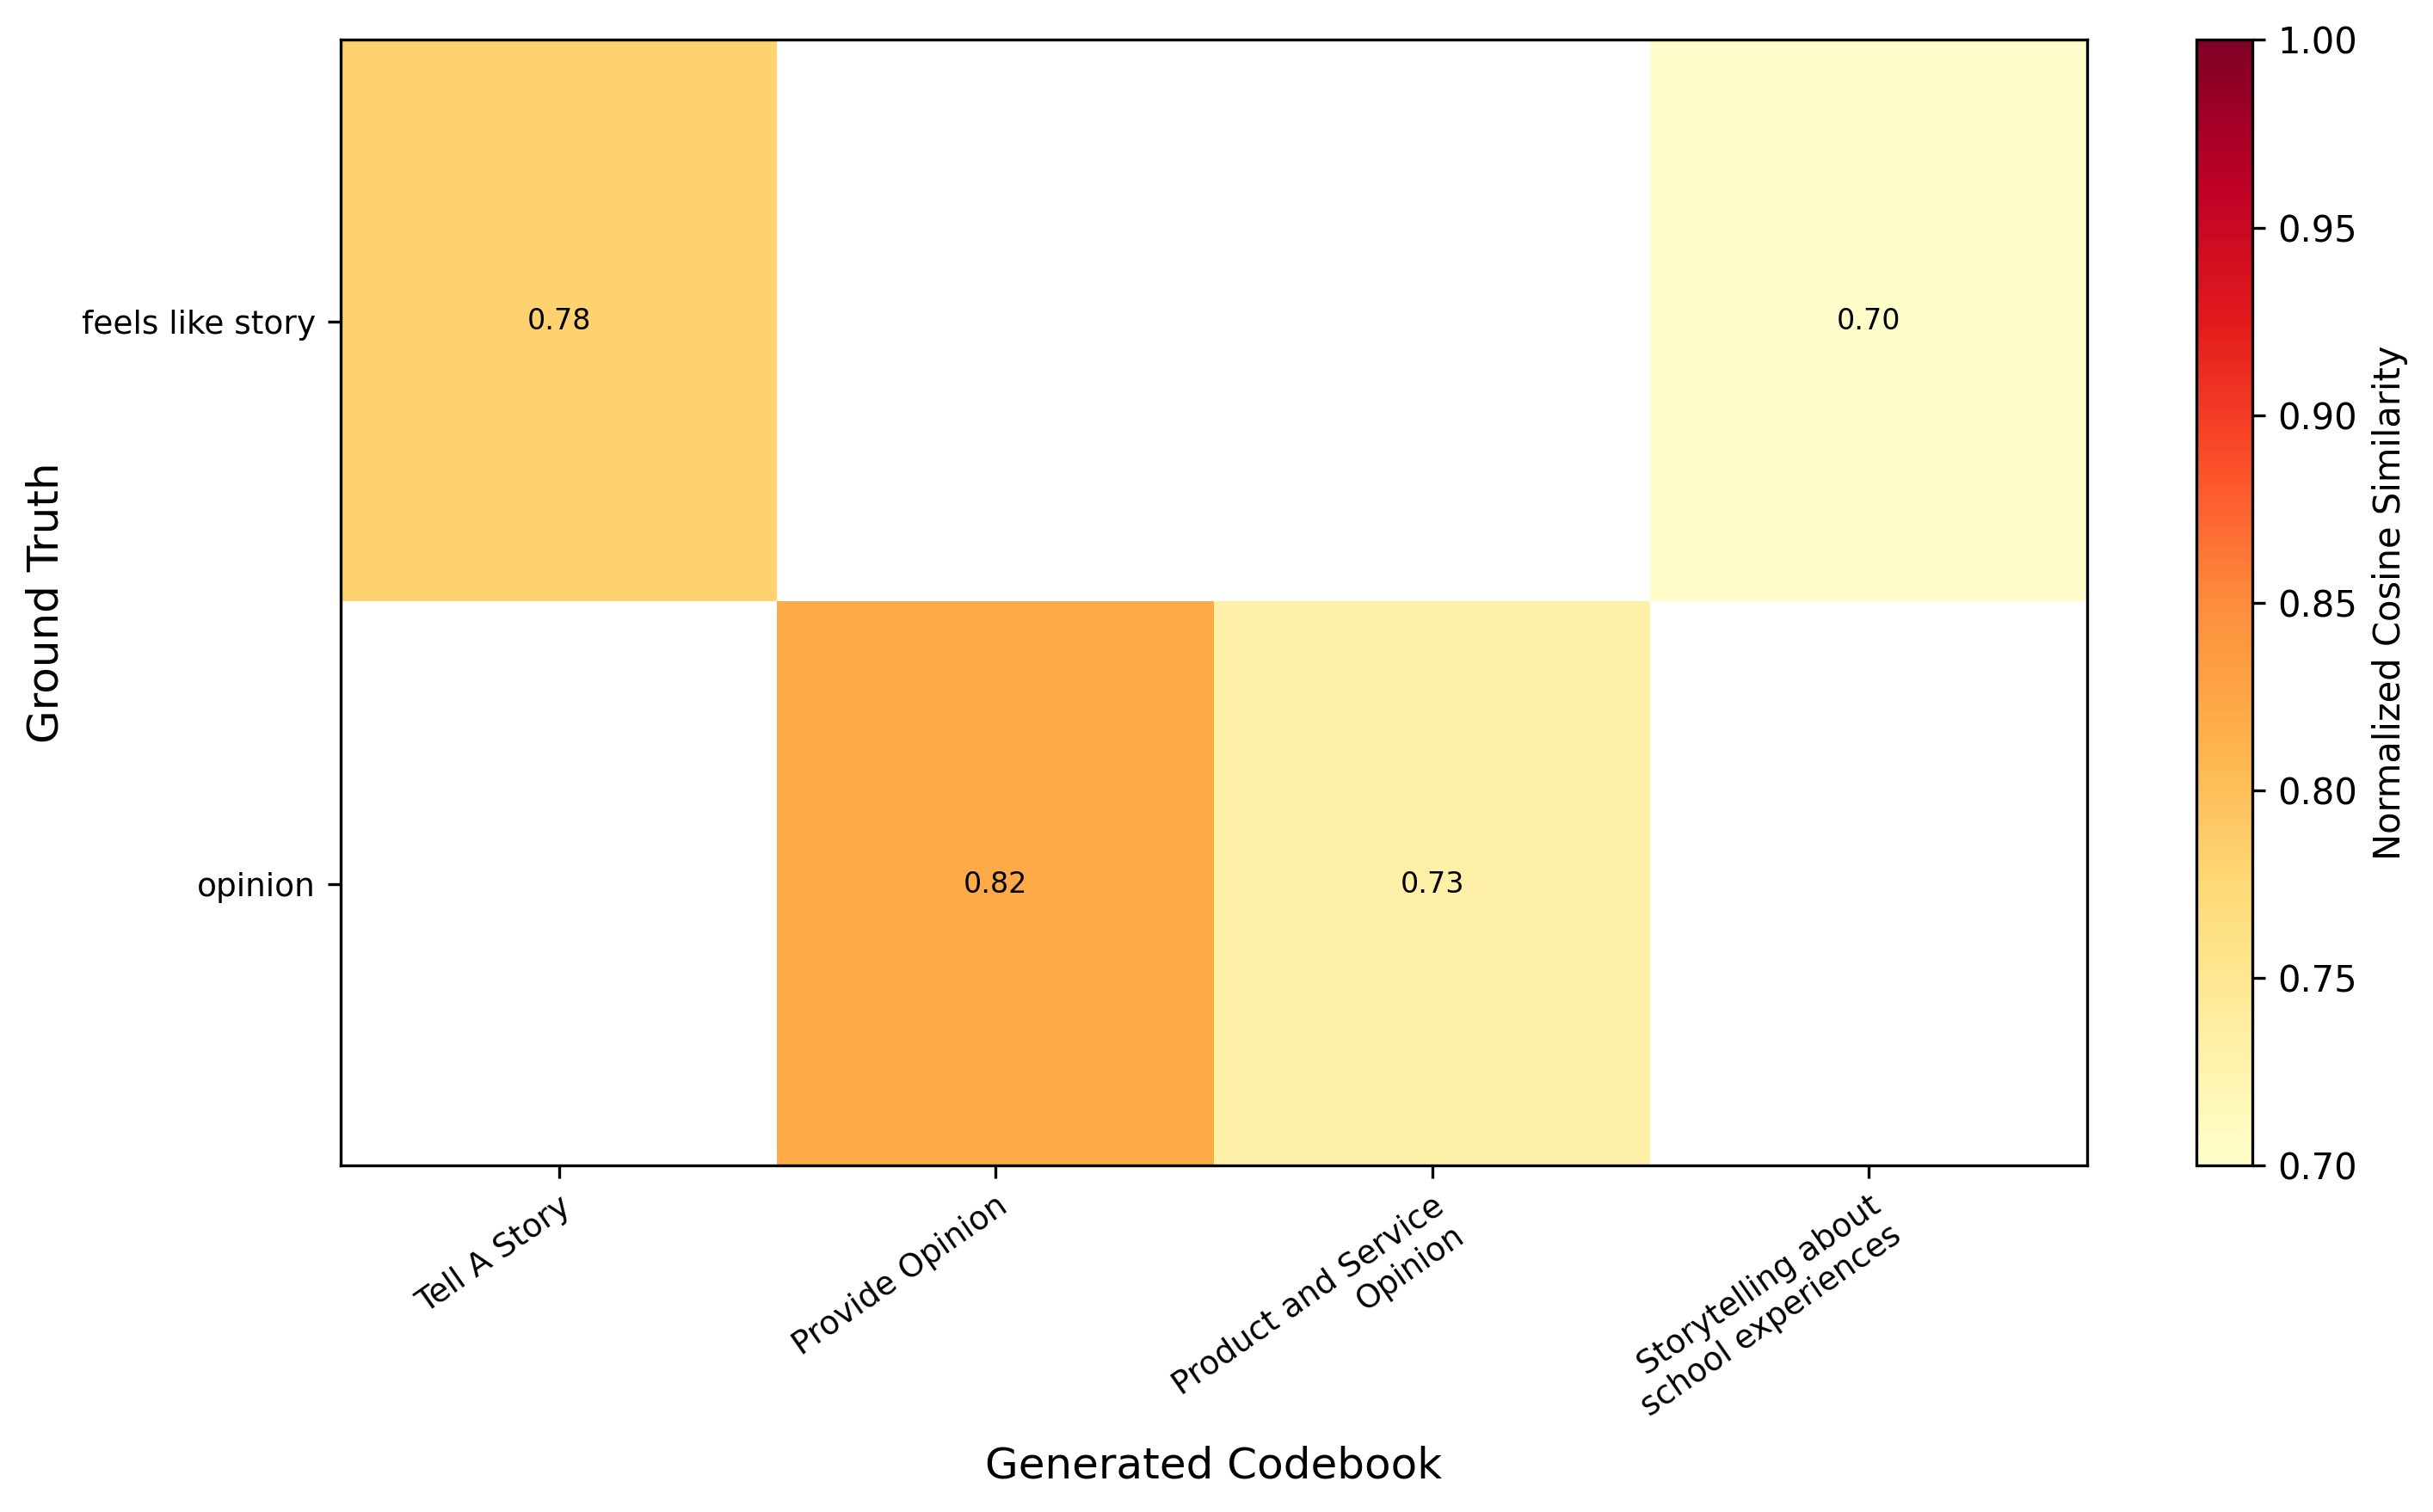 Ground Truth
feels like story
opinion
0.78
0.70
0.82
0.73
Tell A Story
Provide Opinion
Product and Service
Opinion
Storytelling about
school experiences
Generated Codebook
1.00
0.95
0.90
0.85
0.80
0.75
0.70
Normalized Cosine Similarity